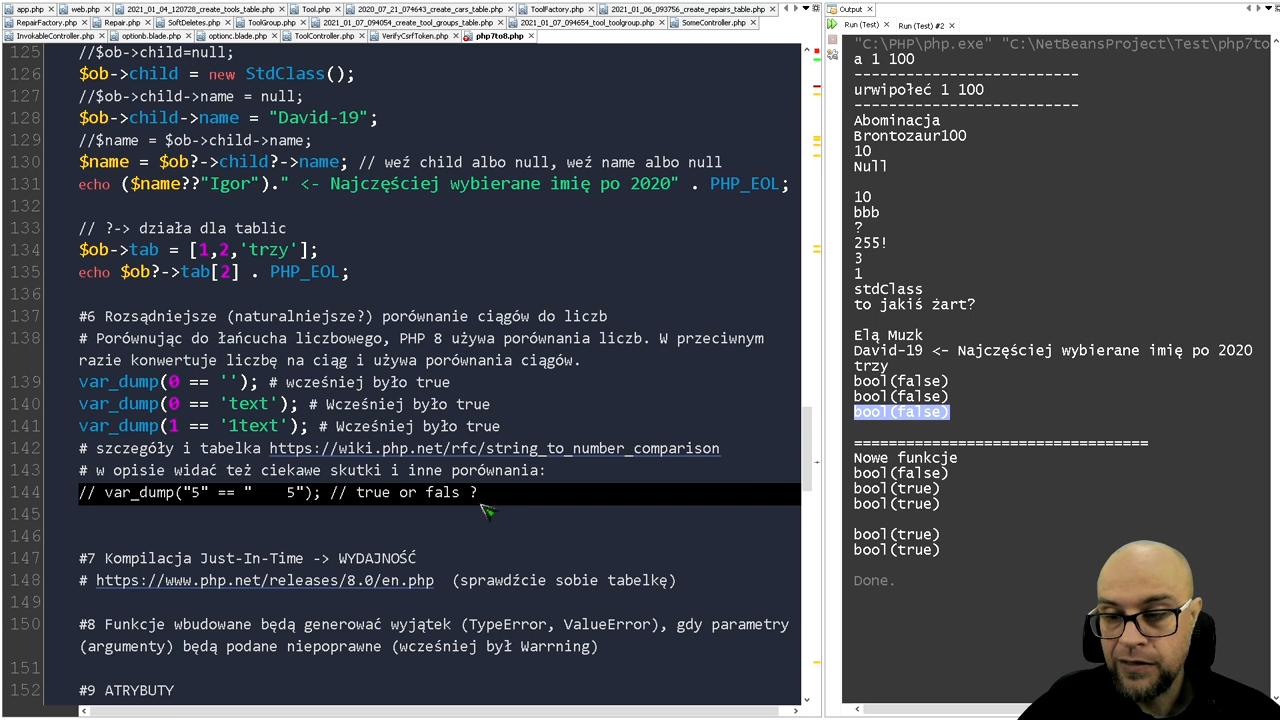 app.php web.php 2021_01_04_120728_create_tools_table.php Tool.php 2020_07_21_074643_create_cars_table.php ToolFactory.php 2021_01_06_093756_create_repairs_table.php
RepairFactory.php Repair.php SoftDeletes.php ToolGroup.php 2021_01_07_094054_create_tool_groups_table.php 2021_01_07_094654_tool_toolgroup.php SomeController.php
InvokableController.php optionb.blade.php optionc.blade.php ToolController.php VerifyCsrfToken.php php7to8.php
125 //$ob->child=null;
126 $ob->child = new StdClass();
127 //$ob->child->name = null;
128 $ob->child->name = "David-19";
129 //$name = $ob->child->name;
130 $name = $ob?->child?->name; // weź child albo null, weź name albo null
131 echo ($name??"Igor")." <- Najczęściej wybierane imię po 2020" . PHP_EOL;
132
133 // ?-> działa dla tablic
134 $ob->tab = [1,2,'trzy'];
135 echo $ob?->tab[2] . PHP_EOL;
136
137 #6 Rozsądniejsze (naturalniejsze?) porównanie ciągów do liczb
138 # Porównując do łańcucha liczbowego, PHP 8 używa porównania liczb. W przeciwnym
razie konwertuje liczbę na ciąg i używa porównania ciągów.
139 var_dump(0 == ''); # wcześniej było true
140 var_dump(0 == 'text'); # Wcześniej było true
141 var_dump(1 == '1text'); # Wcześniej było true
142 # szczegóły i tabelka https://wiki.php.net/rfc/string_to_number_comparison
143 # w opisie widać też ciekawe skutki i inne porównania:
144 // var_dump("5" == "    5"); // true or fals ?
145
146
147 #7 Kompilacja Just-In-Time -> WYDAJNOŚĆ
148 # https://www.php.net/releases/8.0/en.php (sprawdźcie sobie tabelkę)
149
150 #8 Funkcje wbudowane będą generować wyjątek (TypeError, ValueError), gdy parametry
(argumenty) będą podane niepoprawne (wcześniej był Warrning)
151
152 #9 ATRYBUTY
Output
Run (Test) Run (Test) #2
"C:\PHP\php.exe" "C:\NetBeansProject\Test\php7to
a 1 100
--------------------------
urwipołeć 1 100
--------------------------
Abominacja
Brontozaur100
10
Null
10
bbb
?
255!
3
1
stdClass
to jakiś żart?
Elą Muzk
David-19 <- Najczęściej wybierane imię po 2020
trzy
bool(false)
bool(false)
bool(false)
==================================
Nowe funkcje
bool(false)
bool(true)
bool(true)
bool(true)
bool(true)
Done.